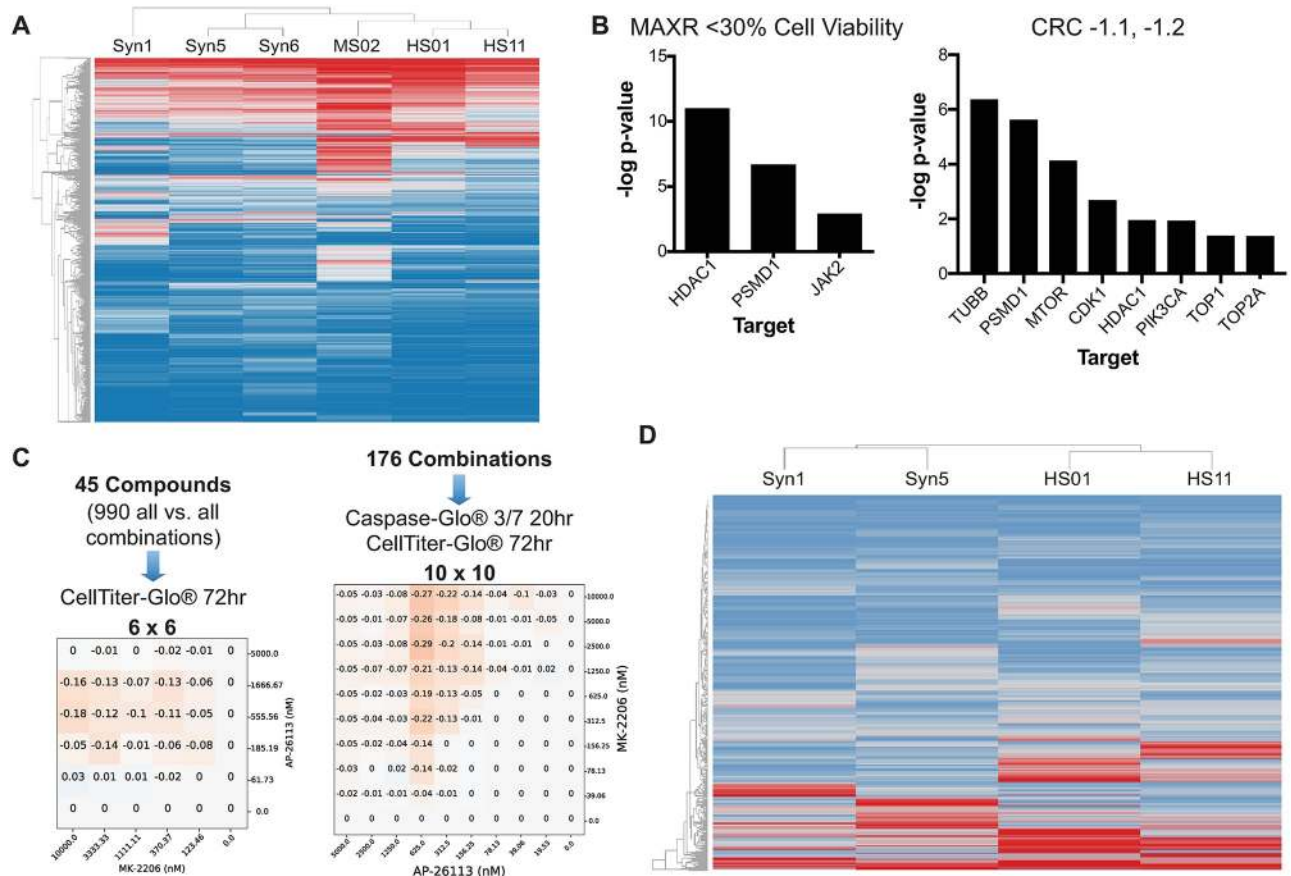 A
Syn1 Syn5 Syn6 MS02 HS01 HS11
B
MAXR <30% Cell Viability
-log p-value
15
10
5
0
HDAC1 PSMD1 JAK2
Target
CRC -1.1, -1.2
-log p-value
8
6
4
2
0
TUBB PSMD1 MTOR CDK1 HDAC1 PIK3CA TOP1 TOP2A
Target
C
45 Compounds
(990 all vs. all
combinations)
CellTiter-Glo® 72hr
6 x 6
0 -0.01 0 -0.02 -0.01 0 5000.0
-0.16 -0.13 -0.07 -0.13 -0.06 0 1666.67
-0.18 -0.12 -0.1 -0.11 -0.05 0 555.56
-0.05 -0.14 -0.01 -0.06 -0.08 0 185.19
0.03 0.01 0.01 -0.02 0 0 61.73
0 0 0 0 0 0 0.0
AP-26113 (nM)
10000.0 3333.33 1111.11 370.37 123.46 0.0
MK-2206 (nM)
176 Combinations
Caspase-Glo® 3/7 20hr
CellTiter-Glo® 72hr
10 x 10
-0.05 -0.03 -0.08 -0.27 -0.22 -0.14 -0.04 -0.1 -0.03 0 10000.0
-0.05 -0.01 -0.07 -0.26 -0.18 -0.08 -0.01 -0.01 -0.05 0 5000.0
-0.05 -0.03 -0.08 -0.29 -0.2 -0.14 -0.01 -0.01 0 0 2500.0
-0.05 -0.07 -0.07 -0.21 -0.13 -0.14 -0.04 -0.01 0.02 0 1250.0
-0.05 -0.02 -0.04 -0.19 -0.13 -0.05 0 0 0 0 625.0
-0.05 -0.04 -0.03 -0.22 -0.13 -0.01 0 0 0 0 312.5
-0.05 -0.02 -0.04 -0.14 0 0 0 0 0 0 156.25
-0.03 0 0.02 -0.14 -0.02 0 0 0 0 0 78.13
-0.02 -0.01 -0.01 -0.04 -0.01 0 0 0 0 0 39.06
0 0 0 0 0 0 0 0 0 0 0.0
MK-2206 (nM)
5000.0 2500.0 1250.0 625.0 312.5 156.25 78.13 39.06 19.53 0.0
AP-26113 (nM)
D
Syn1 Syn5 HS01 HS11